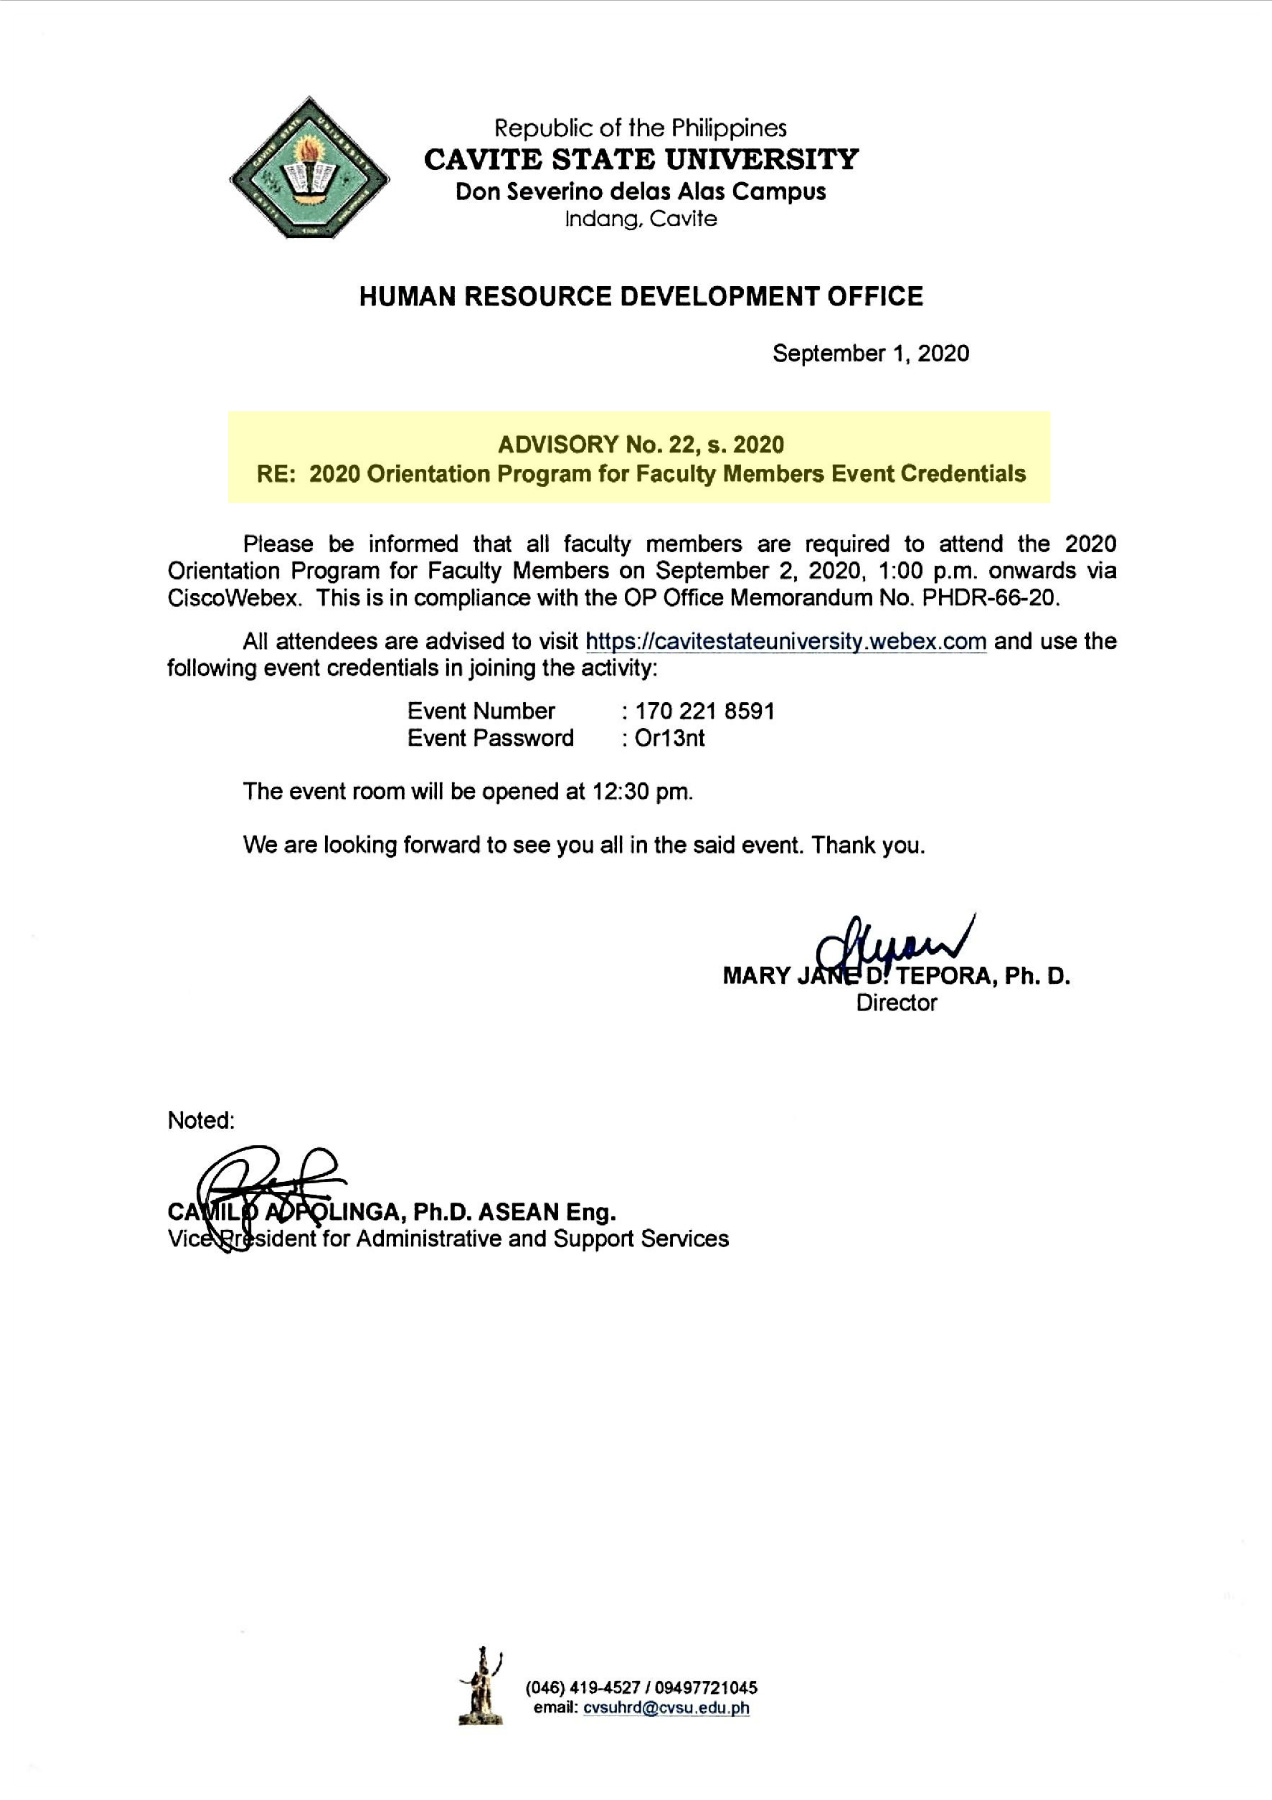 Republic of the Philippines
CAVITE STATE UNIVERSITY
Don Severino delas Alas Campus
Indang, Cavite
CAVITE STATE UNIVERSITY
CAVITE PHILIPPINES
HUMAN RESOURCE DEVELOPMENT OFFICE
September 1, 2020
ADVISORY No. 22, s. 2020
RE: 2020 Orientation Program for Faculty Members Event Credentials
Please be informed that all faculty members are required to attend the 2020
Orientation Program for Faculty Members on September 2, 2020, 1:00 p.m. onwards via
CiscoWebex. This is in compliance with the OP Office Memorandum No. PHDR-66-20.
All attendees are advised to visit https://cavitestateuniversity.webex.com and use the
following event credentials in joining the activity:
Event Number : 170 221 8591
Event Password : Or13nt
The event room will be opened at 12:30 pm.
We are looking forward to see you all in the said event. Thank you.
MARY JANE D. TEPORA, Ph. D.
Director
Noted:
CAMILO A. POLINGA, Ph.D. ASEAN Eng.
Vice President for Administrative and Support Services
(046) 419-4527 / 09497721045
email: cvsuhrd@cvsu.edu.ph